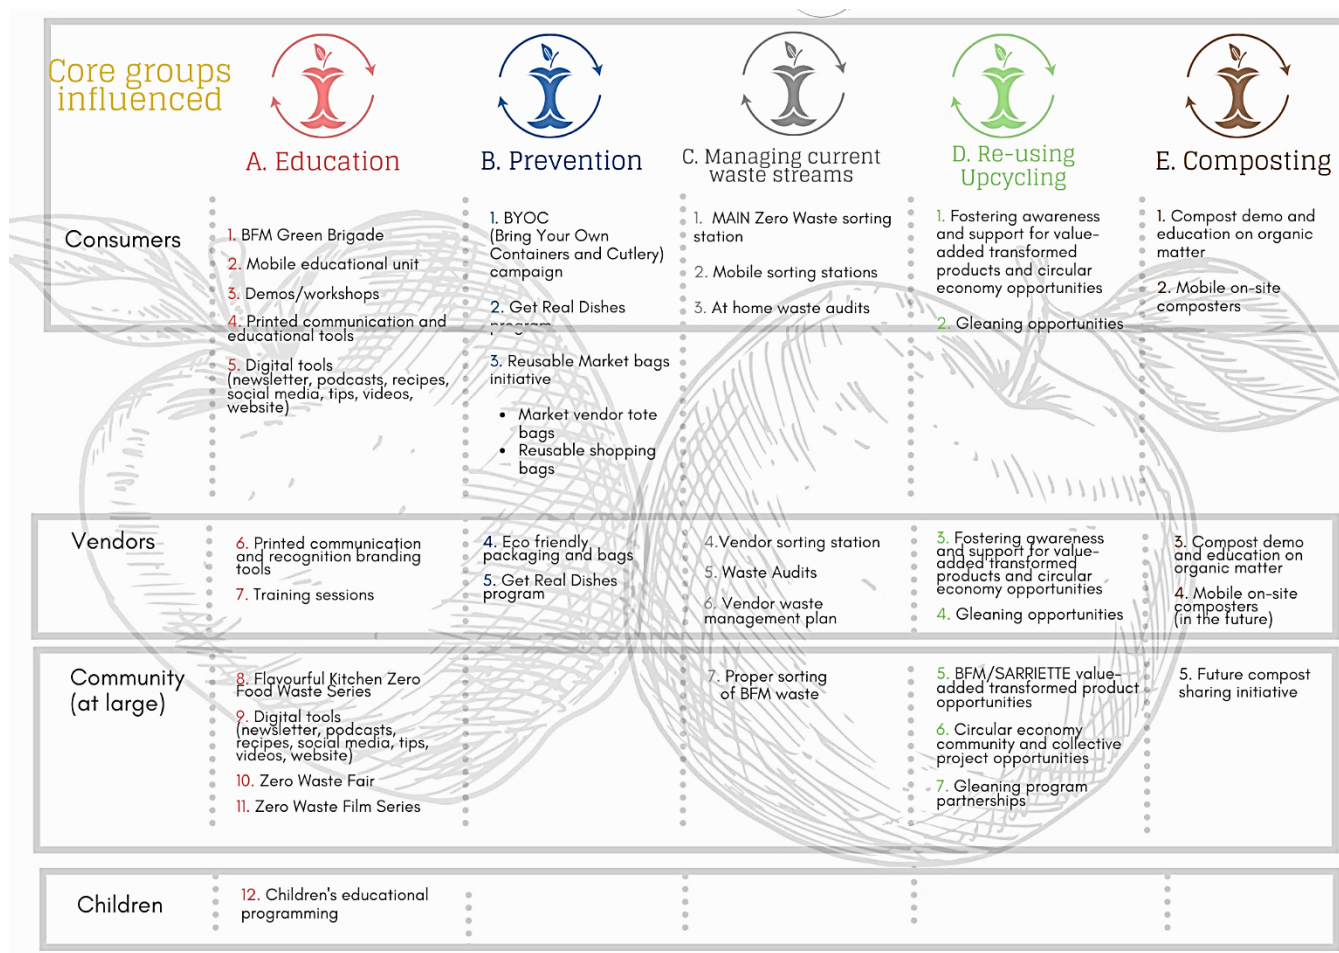 Core groups
influenced
A. Education
B. Prevention
C. Managing current
waste streams
D. Re-using
Upcycling
E. Composting
Consumers
1. BFM Green Brigade
2. Mobile educational unit
3. Demos/workshops
4. Printed communication and
educational tools
5. Digital tools
(newsletter, podcasts, recipes,
social media, tips, videos,
website)
1. BYOC
(Bring Your Own
Containers and Cutlery)
campaign
2. Get Real Dishes
program
3. Reusable Market bags
initiative
• Market vendor tote
bags
• Reusable shopping
bags
1. MAIN Zero Waste sorting
station
2. Mobile sorting stations
3. At home waste audits
1. Fostering awareness
and support for value-
added transformed
products and circular
economy opportunities
2. Gleaning opportunities
1. Compost demo and
education on organic
matter
2. Mobile on-site
composters
Vendors
6. Printed communication
and recognition branding
tools
7. Training sessions
4. Eco friendly
packaging and bags
5. Get Real Dishes
program
4.Vendor sorting station
5. Waste Audits
6. Vendor waste
management plan
3. Fostering awareness
and support for value-
added transformed
products and circular
economy opportunities
4. Gleaning opportunities
3. Compost demo
and education on
organic matter
4. Mobile on-site
composters
(in the future)
Community
(at large)
8. Flavourful Kitchen Zero
Food Waste Series
9. Digital tools
(newsletter, podcasts,
recipes, social media, tips,
videos, website)
10. Zero Waste Fair
11. Zero Waste Film Series
7. Proper sorting
of BFM waste
5. BFM/SARRIETTE value-
added transformed product
opportunities
6. Circular economy
community and collective
project opportunities
7. Gleaning program
partnerships
5. Future compost
sharing initiative
Children
12. Children's educational
programming